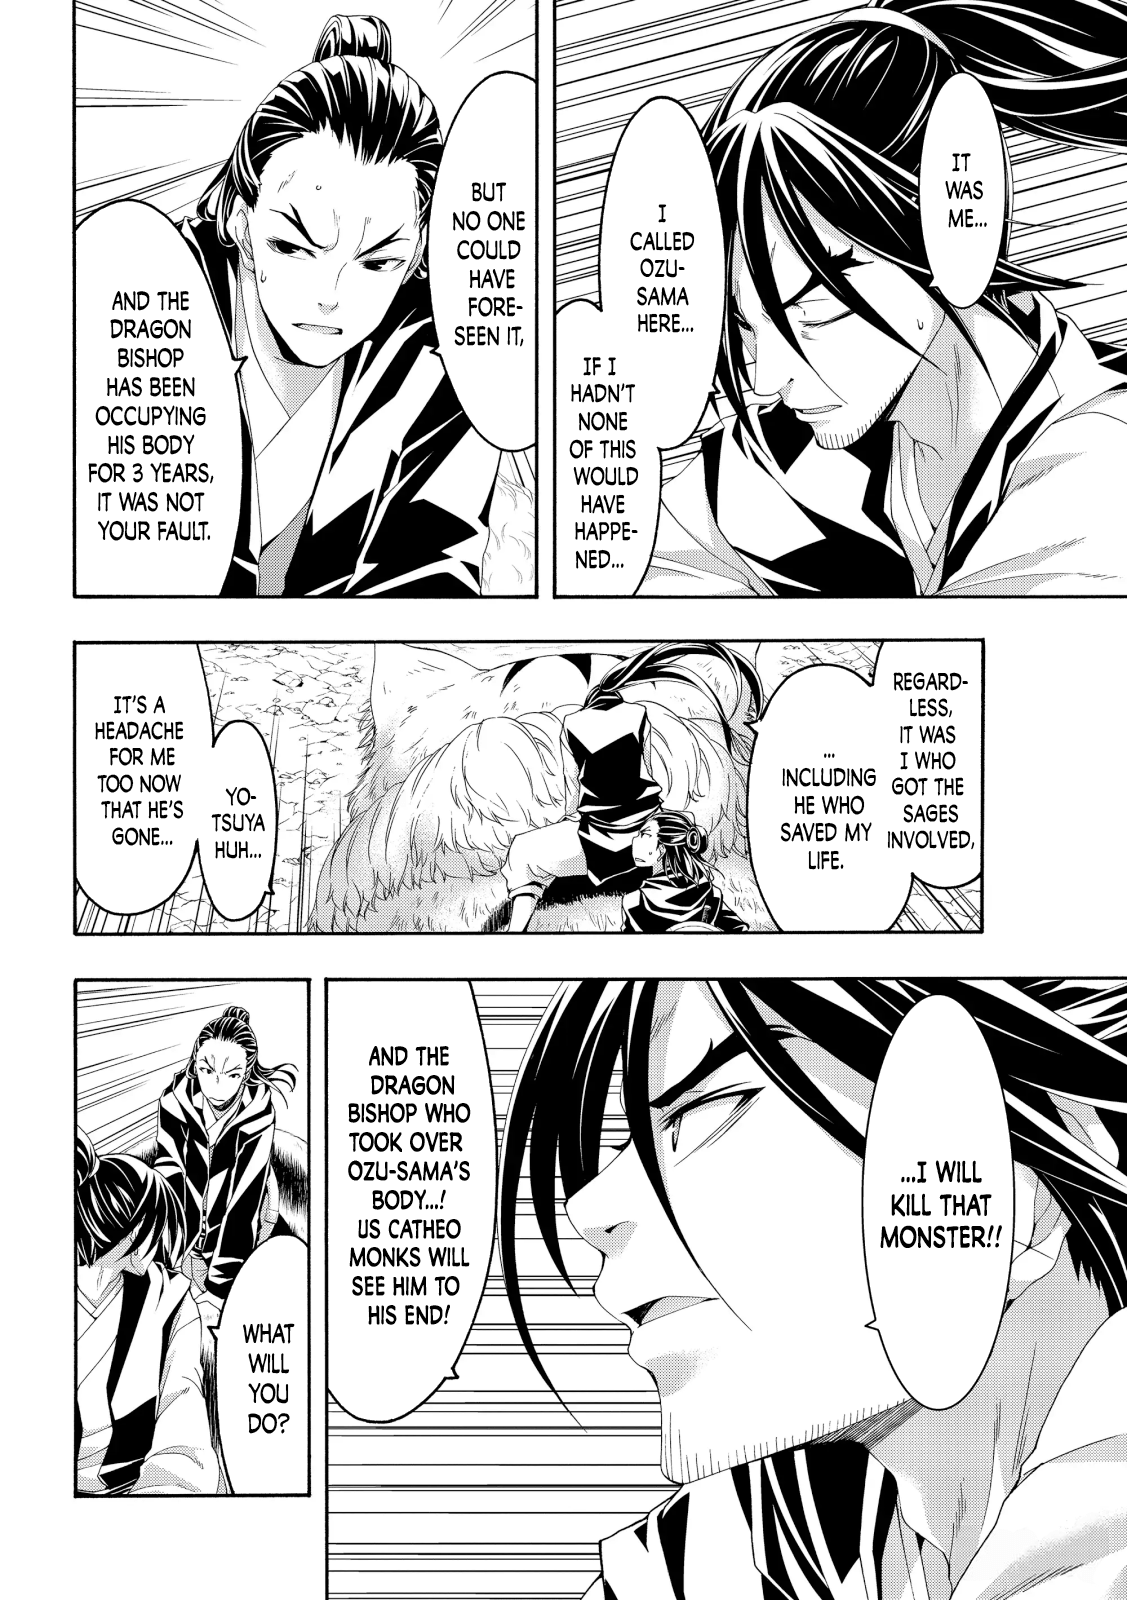 IT
WAS
ME...
I
CALLED
OZU-
SAMA
HERE...
IF I
HADN'T
NONE
OF THIS
WOULD
HAVE
HAPPE-
NED...
BUT
NO ONE
COULD
HAVE
FORE-
SEEN IT,
AND THE
DRAGON
BISHOP
HAS BEEN
OCCUPYING
HIS BODY
FOR 3 YEARS,
IT WAS NOT
YOUR FAULT.
REGARD-
LESS,
IT WAS
I WHO
GOT THE
SAGES
INVOLVED,
...
INCLUDING
HE WHO
SAVED MY
LIFE.
YO-
TSUYA
HUH...
IT'S A
HEADACHE
FOR ME
TOO NOW
THAT HE'S
GONE...
...I WILL
KILL THAT
MONSTER!!
AND THE
DRAGON
BISHOP WHO
TOOK OVER
OZU-SAMA'S
BODY...!
US CATHEO
MONKS WILL
SEE HIM TO
HIS END!
WHAT
WILL
YOU
DO?